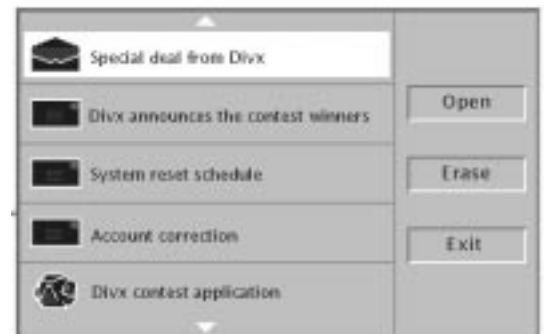 Special deal from Divx
Divx announces the contest winners
System reset schedule
Account correction
Divx contest application
Open
Erase
Exit